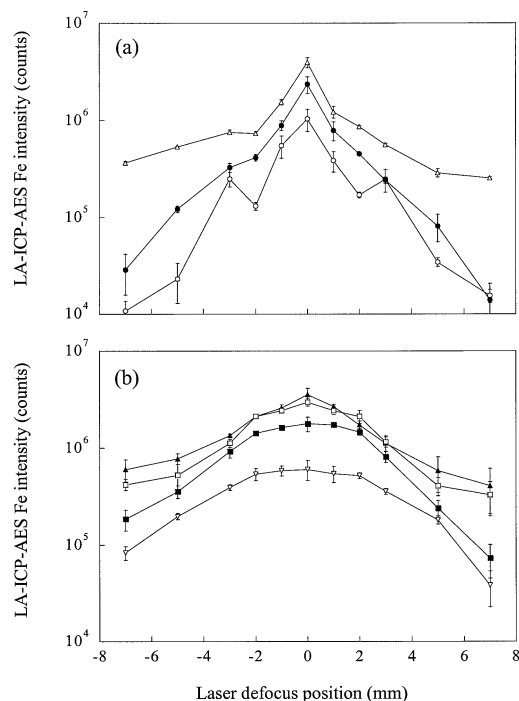 10^7
(a)
10^6
10^5
10^4
LA-ICP-AES Fe intensity (counts)
10^7
(b)
10^6
10^5
10^4
LA-ICP-AES Fe intensity (counts)
-8 -6 -4 -2 0 2 4 6 8
Laser defocus position (mm)